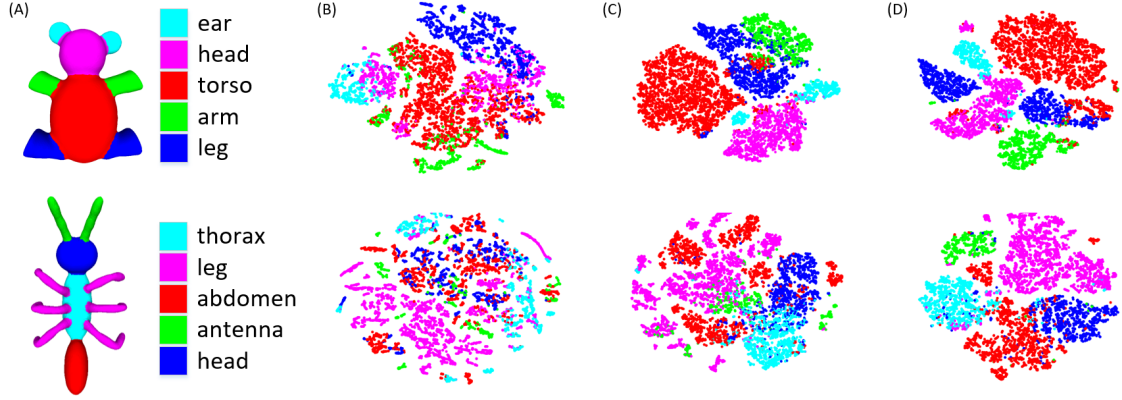 (A)
(B)
(C)
(D)
ear
head
torso
arm
leg
thorax
leg
abdomen
antenna
head